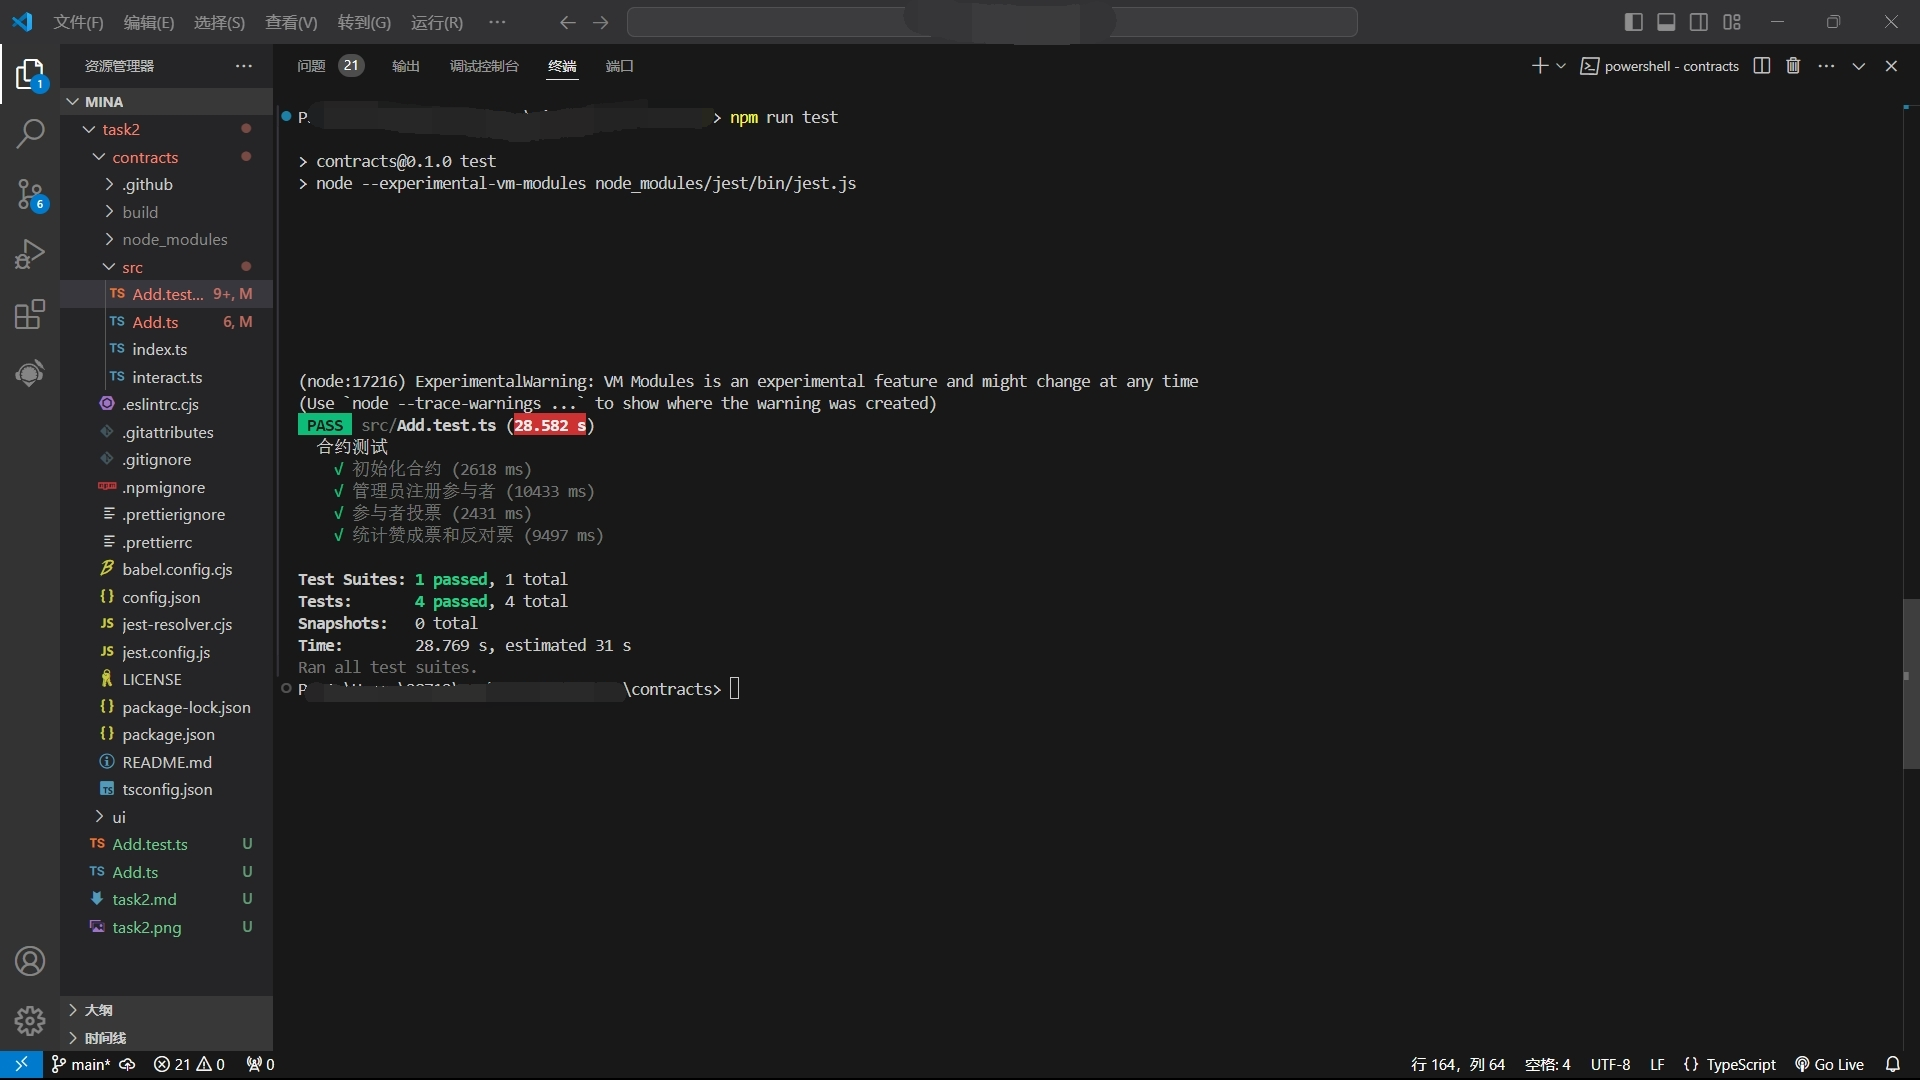 文件(F) 编辑(E) 选择(S) 查看(V) 转到(G) 运行(R) ···
资源管理器 ···
MINA
task2
contracts
.github
build
node_modules
src
TS Add.test... 9+, M
TS Add.ts 6, M
TS index.ts
TS interact.ts
.eslintrc.cjs
.gitattributes
.gitignore
.npmignore
.prettierignore
.prettierrc
babel.config.cjs
{} config.json
JS jest-resolver.cjs
JS jest.config.js
LICENSE
{} package-lock.json
{} package.json
README.md
tsconfig.json
ui
TS Add.test.ts U
TS Add.ts U
task2.md U
task2.png U
大纲
时间线
1
6
问题 21 输出 调试控制台 终端 端口
powershell - contracts ···
> npm run test
> contracts@0.1.0 test
> node --experimental-vm-modules node_modules/jest/bin/jest.js
(node:17216) ExperimentalWarning: VM Modules is an experimental feature and might change at any time
(Use `node --trace-warnings ...` to show where the warning was created)
PASS src/Add.test.ts (28.582 s)
合约测试
√ 初始化合约 (2618 ms)
√ 管理员注册参与者 (10433 ms)
√ 参与者投票 (2431 ms)
√ 统计赞成票和反对票 (9497 ms)
Test Suites: 1 passed, 1 total
Tests: 4 passed, 4 total
Snapshots: 0 total
Time: 28.769 s, estimated 31 s
Ran all test suites.
\contracts>
main* 21 0 0 行 164，列 64 空格: 4 UTF-8 LF {} TypeScript Go Live